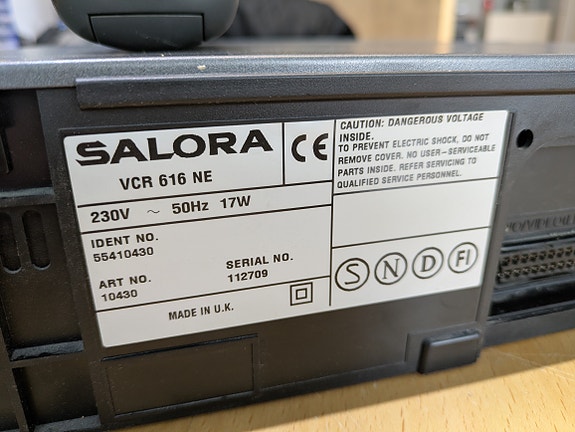 SALORA
VCR 616 NE
CE
230V ~ 50Hz 17W
IDENT NO.
55410430
ART NO.
10430
SERIAL NO.
112709
MADE IN U.K.
CAUTION: DANGEROUS VOLTAGE
INSIDE.
TO PREVENT ELECTRIC SHOCK, DO NOT
REMOVE COVER. NO USER-SERVICEABLE
PARTS INSIDE. REFER SERVICING TO
QUALIFIED SERVICE PERSONNEL.
S N D FI